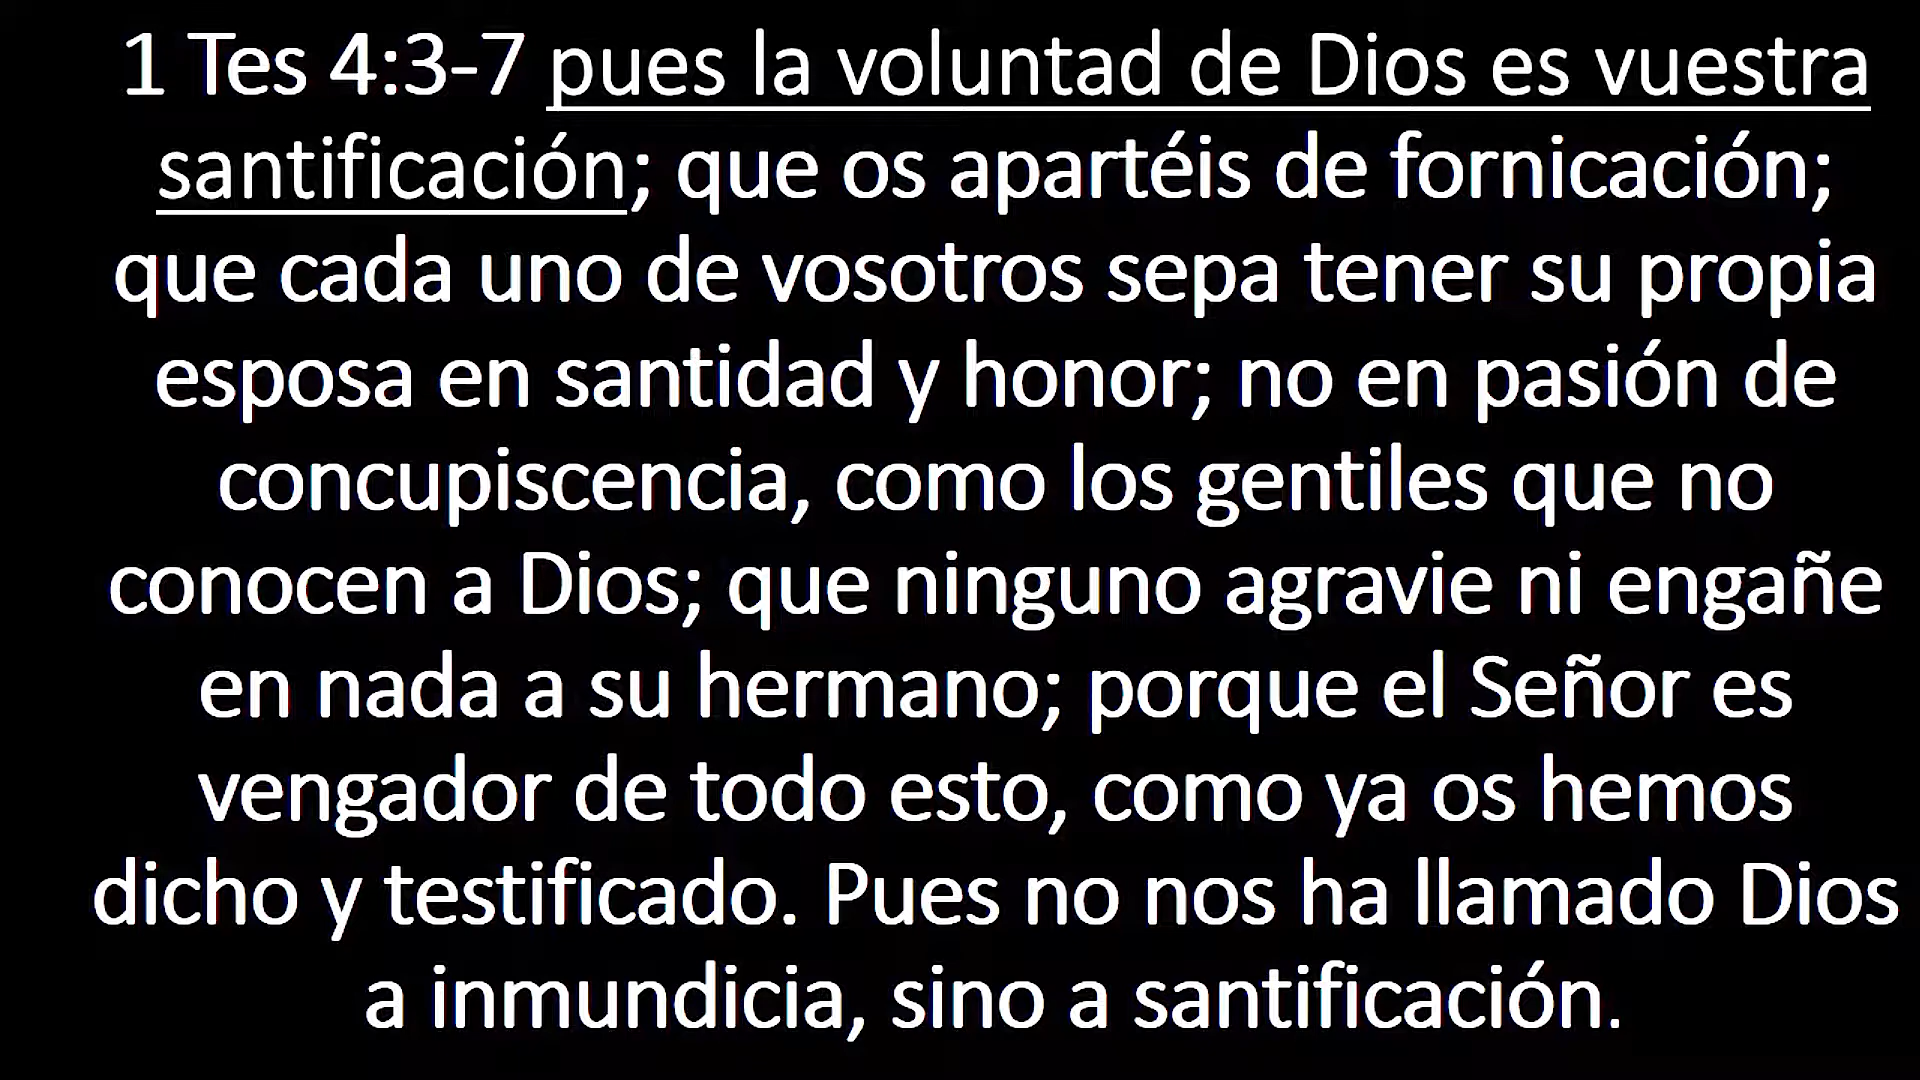 1 Tes 4:3-7 pues la voluntad de Dios es vuestra
santificación; que os apartéis de fornicación;
que cada uno de vosotros sepa tener su propia
esposa en santidad y honor; no en pasión de
concupiscencia, como los gentiles que no
conocen a Dios; que ninguno agravie ni engañe
en nada a su hermano; porque el Señor es
vengador de todo esto, como ya os hemos
dicho y testificado. Pues no nos ha llamado Dios
a inmundicia, sino a santificación.